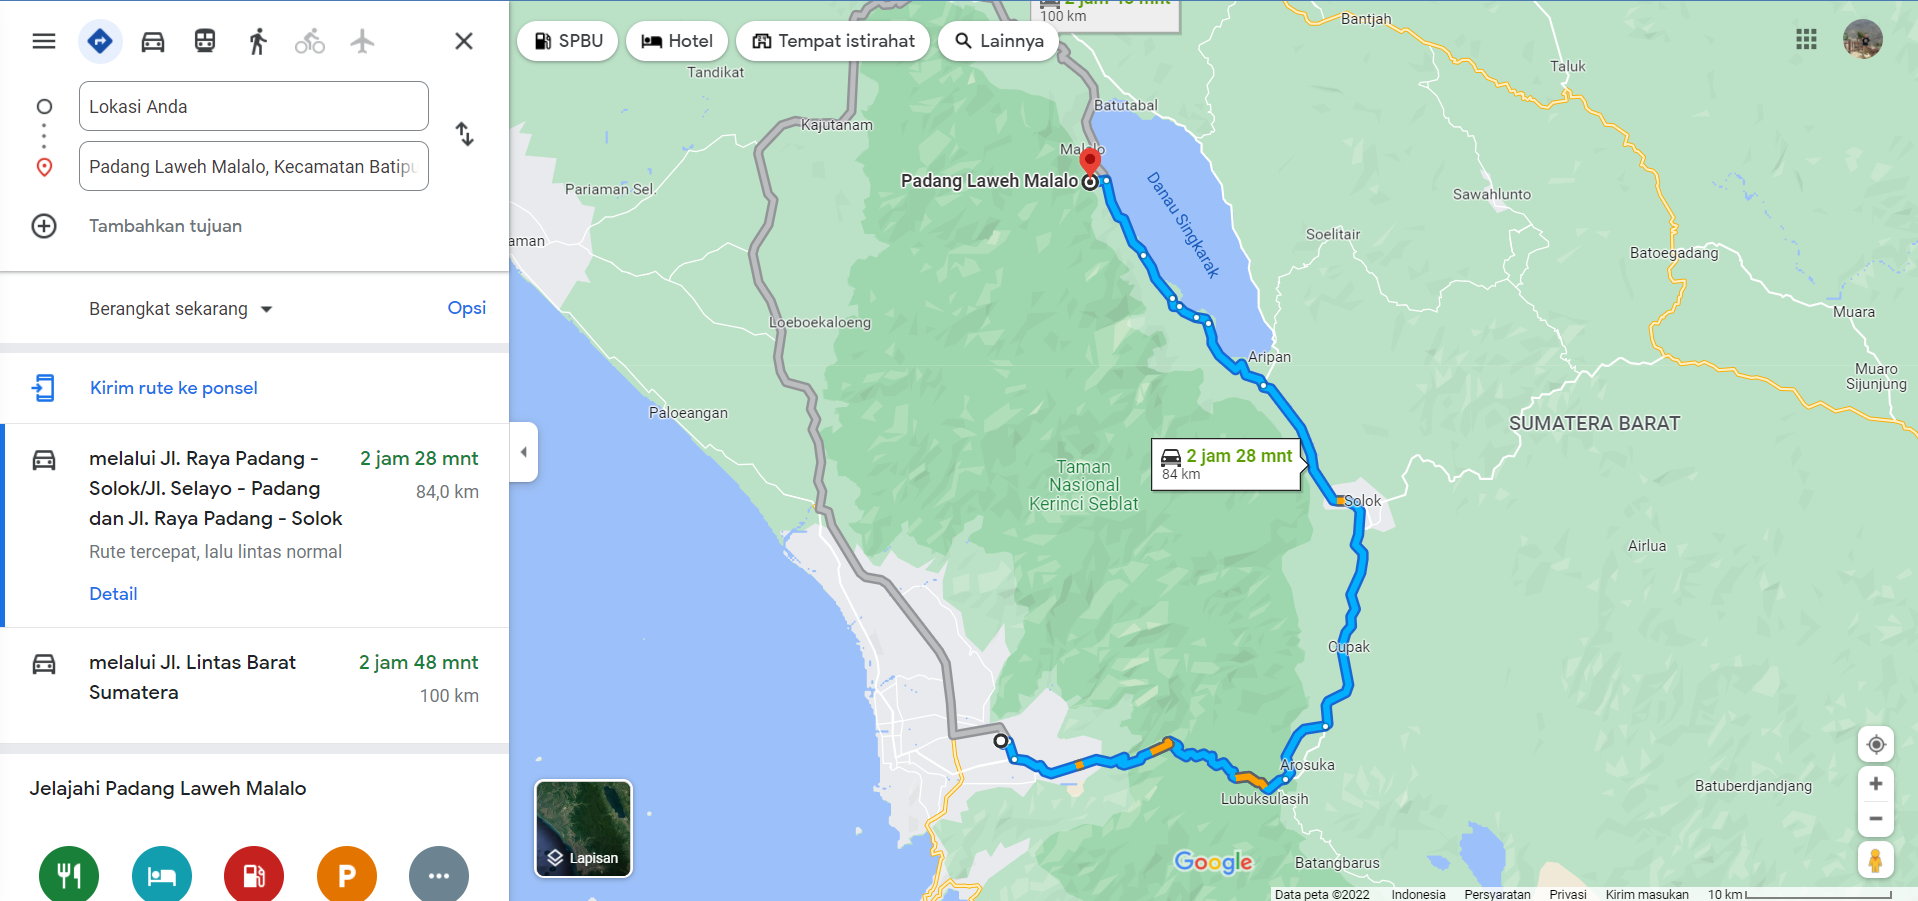 Lokasi Anda
Padang Laweh Malalo, Kecamatan Batipu
Tambahkan tujuan
Berangkat sekarang
Opsi
Kirim rute ke ponsel
melalui Jl. Raya Padang -
Solok/Jl. Selayo - Padang
dan Jl. Raya Padang - Solok
2 jam 28 mnt
84,0 km
Rute tercepat, lalu lintas normal
Detail
melalui Jl. Lintas Barat
Sumatera
2 jam 48 mnt
100 km
Jelajahi Padang Laweh Malalo
P
SPBU
Hotel
Tempat istirahat
Lainnya
100 km
Bantjah
Tandikat
Taluk
Batutabal
Kajutanam
Malalo
Padang Laweh Malalo
Pariaman Sel.
Danau Singkarak
Sawahlunto
aman
Soelitair
Batoegadang
Muara
Loeboekaloeng
Aripan
Muaro
Sijunjung
Paloeangan
SUMATERA BARAT
2 jam 28 mnt
84 km
Taman
Nasional
Kerinci Seblat
Solok
Airlua
Cupak
Arosuka
Lubuksulasih
Batuberdjandjang
Batangbarus
Lapisan
Google
Data peta ©2022
Indonesia
Persyaratan
Privasi
Kirim masukan
10 km